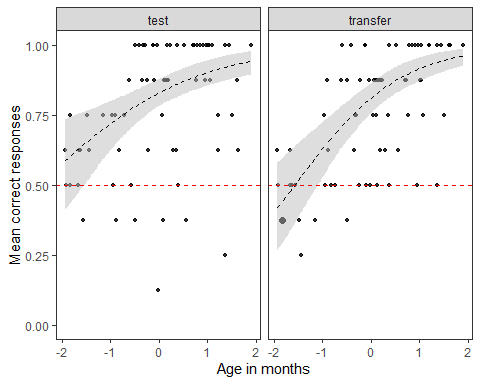 test transfer
1.00
0.75
0.50
0.25
0.00
Mean correct responses
-2 -1 0 1 2 -2 -1 0 1 2
Age in months